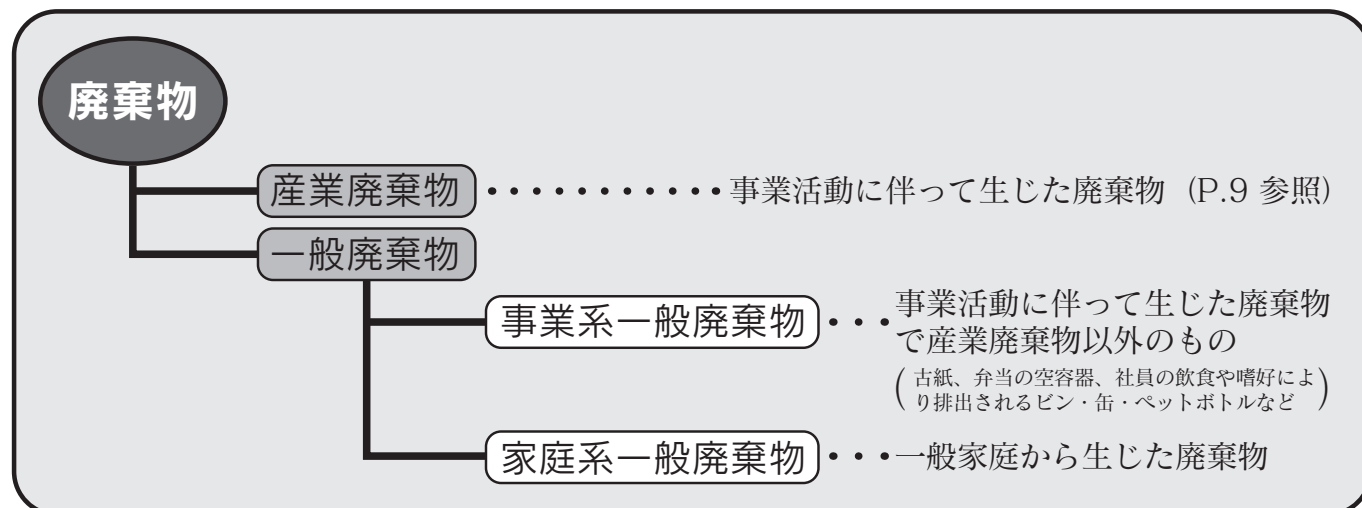 廃棄物
産業廃棄物・・・・・・・・・・・事業活動に伴って生じた廃棄物（P.9 参照）
一般廃棄物
事業系一般廃棄物・・・事業活動に伴って生じた廃棄物
で産業廃棄物以外のもの
（古紙、弁当の空容器、社員の飲食や嗜好によ
り排出されるビン・缶・ペットボトルなど）
家庭系一般廃棄物・・・一般家庭から生じた廃棄物